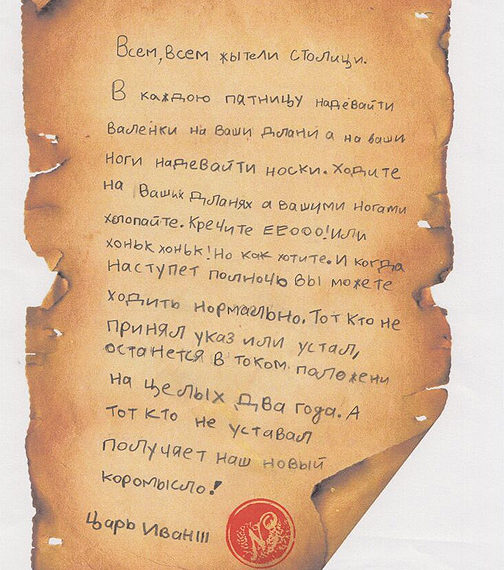 Всем, всем жытели столици.
В каждою патницу надевайти
валенки на ваши длани а на ваши
ноги надевайти носки. Ходите
на ваших дланях а вашими ногами
хлопайте. Кречите ЕЕООО! или
хоньк хоньк! Но как хотите. И когда
наступет полночь вы можете
ходить нормально. Тот кто не
принял указ или устал,
останется в током палажени
на целых два года. А
тот кто не уставал
получает наш новый
коромысло!
Царь Иван III